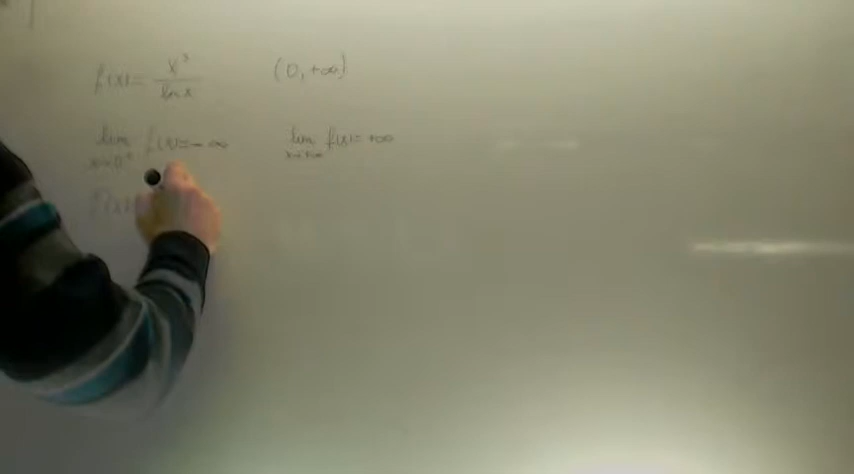 f(x) = x³ / ln x (0, +∞)
lim x→0⁺ f(x) = -∞ lim x→+∞ f(x) = +∞